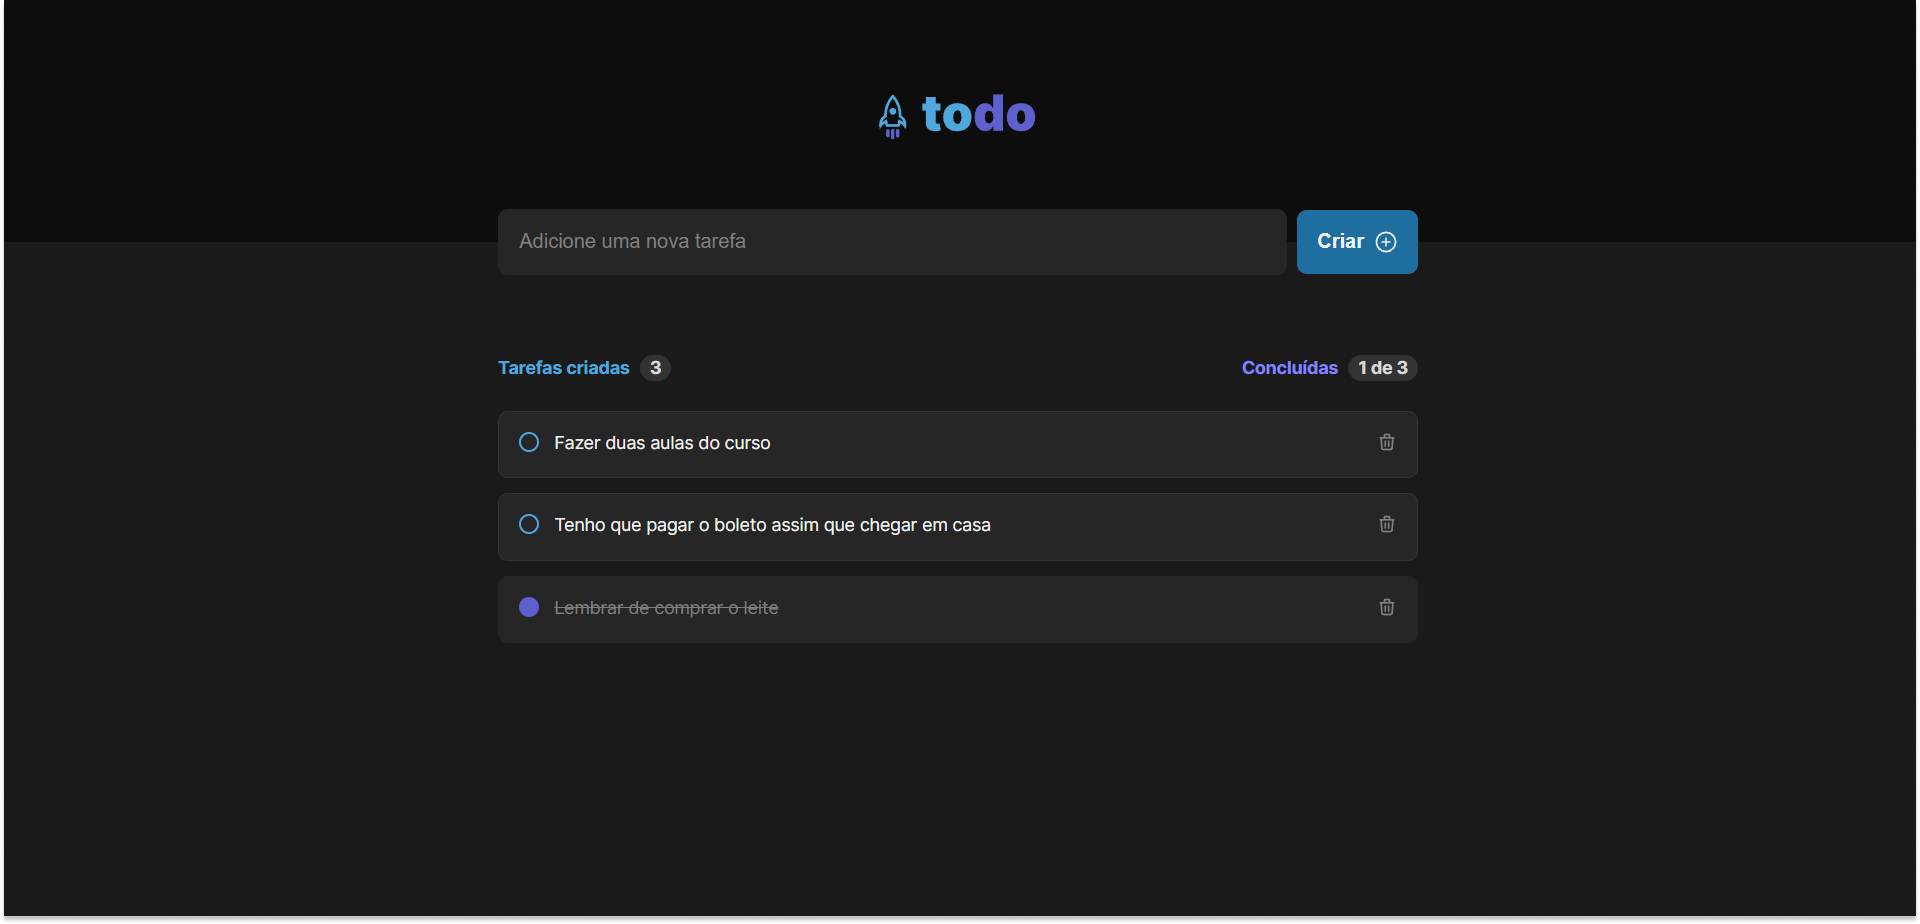 todo
Adicione uma nova tarefa
Criar
Tarefas criadas 3
Concluídas 1 de 3
Fazer duas aulas do curso
Tenho que pagar o boleto assim que chegar em casa
Lembrar de comprar o leite